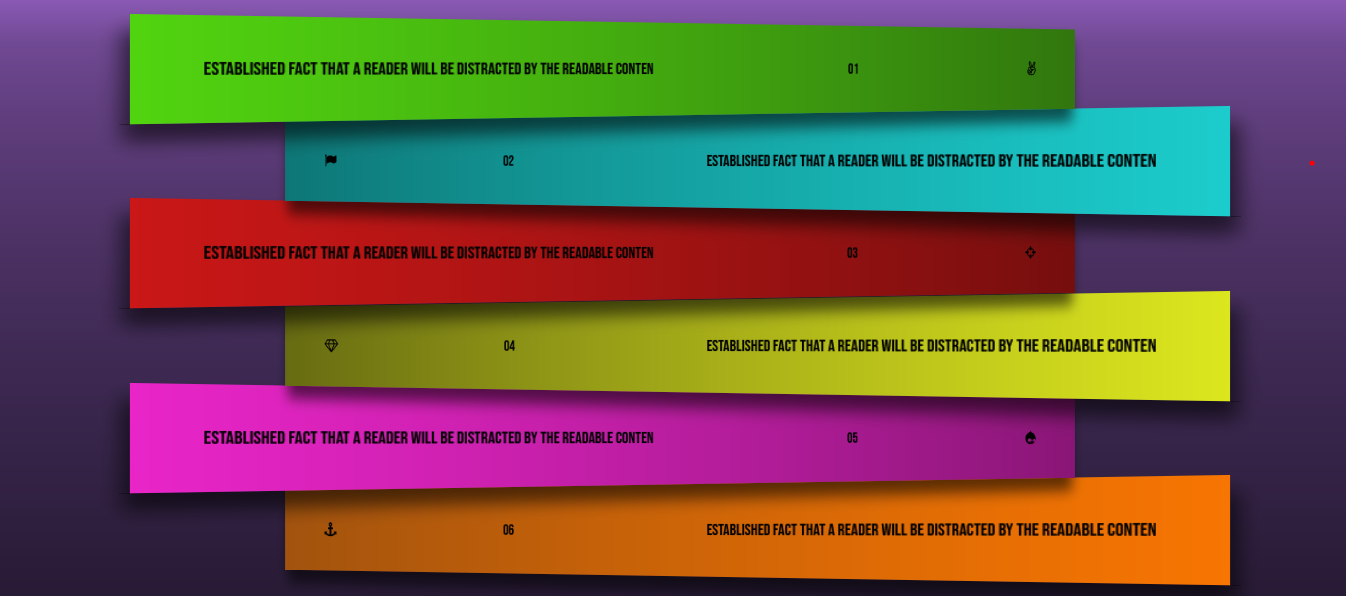 ESTABLISHED FACT THAT A READER WILL BE DISTRACTED BY THE READABLE CONTEN 01
02 ESTABLISHED FACT THAT A READER WILL BE DISTRACTED BY THE READABLE CONTEN
ESTABLISHED FACT THAT A READER WILL BE DISTRACTED BY THE READABLE CONTEN 03
04 ESTABLISHED FACT THAT A READER WILL BE DISTRACTED BY THE READABLE CONTEN
ESTABLISHED FACT THAT A READER WILL BE DISTRACTED BY THE READABLE CONTEN 05
06 ESTABLISHED FACT THAT A READER WILL BE DISTRACTED BY THE READABLE CONTEN